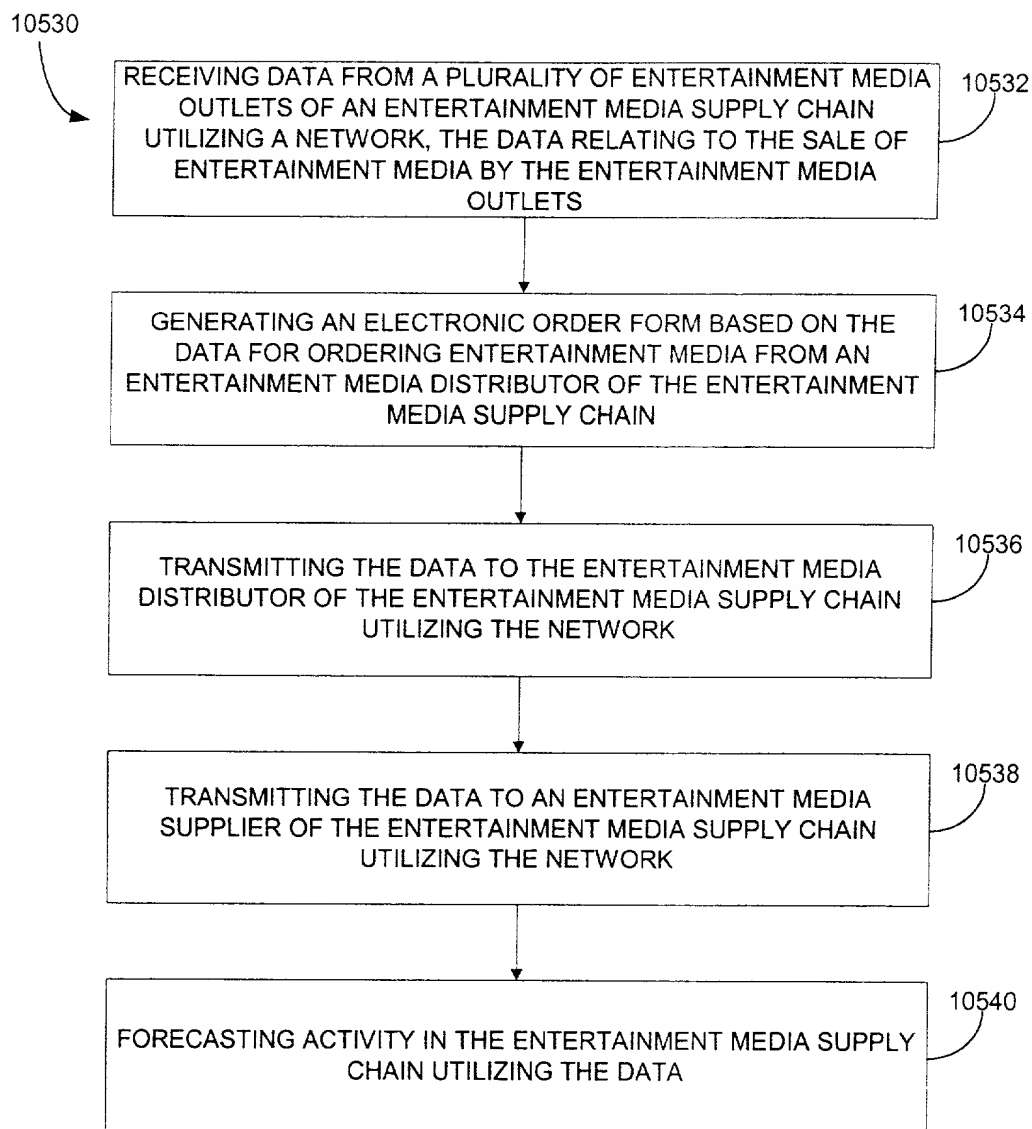 10530
RECEIVING DATA FROM A PLURALITY OF ENTERTAINMENT MEDIA
OUTLETS OF AN ENTERTAINMENT MEDIA SUPPLY CHAIN
UTILIZING A NETWORK, THE DATA RELATING TO THE SALE OF
ENTERTAINMENT MEDIA BY THE ENTERTAINMENT MEDIA
OUTLETS
10532
GENERATING AN ELECTRONIC ORDER FORM BASED ON THE
DATA FOR ORDERING ENTERTAINMENT MEDIA FROM AN
ENTERTAINMENT MEDIA DISTRIBUTOR OF THE ENTERTAINMENT
MEDIA SUPPLY CHAIN
10534
TRANSMITTING THE DATA TO THE ENTERTAINMENT MEDIA
DISTRIBUTOR OF THE ENTERTAINMENT MEDIA SUPPLY CHAIN
UTILIZING THE NETWORK
10536
TRANSMITTING THE DATA TO AN ENTERTAINMENT MEDIA
SUPPLIER OF THE ENTERTAINMENT MEDIA SUPPLY CHAIN
UTILIZING THE NETWORK
10538
FORECASTING ACTIVITY IN THE ENTERTAINMENT MEDIA SUPPLY
CHAIN UTILIZING THE DATA
10540